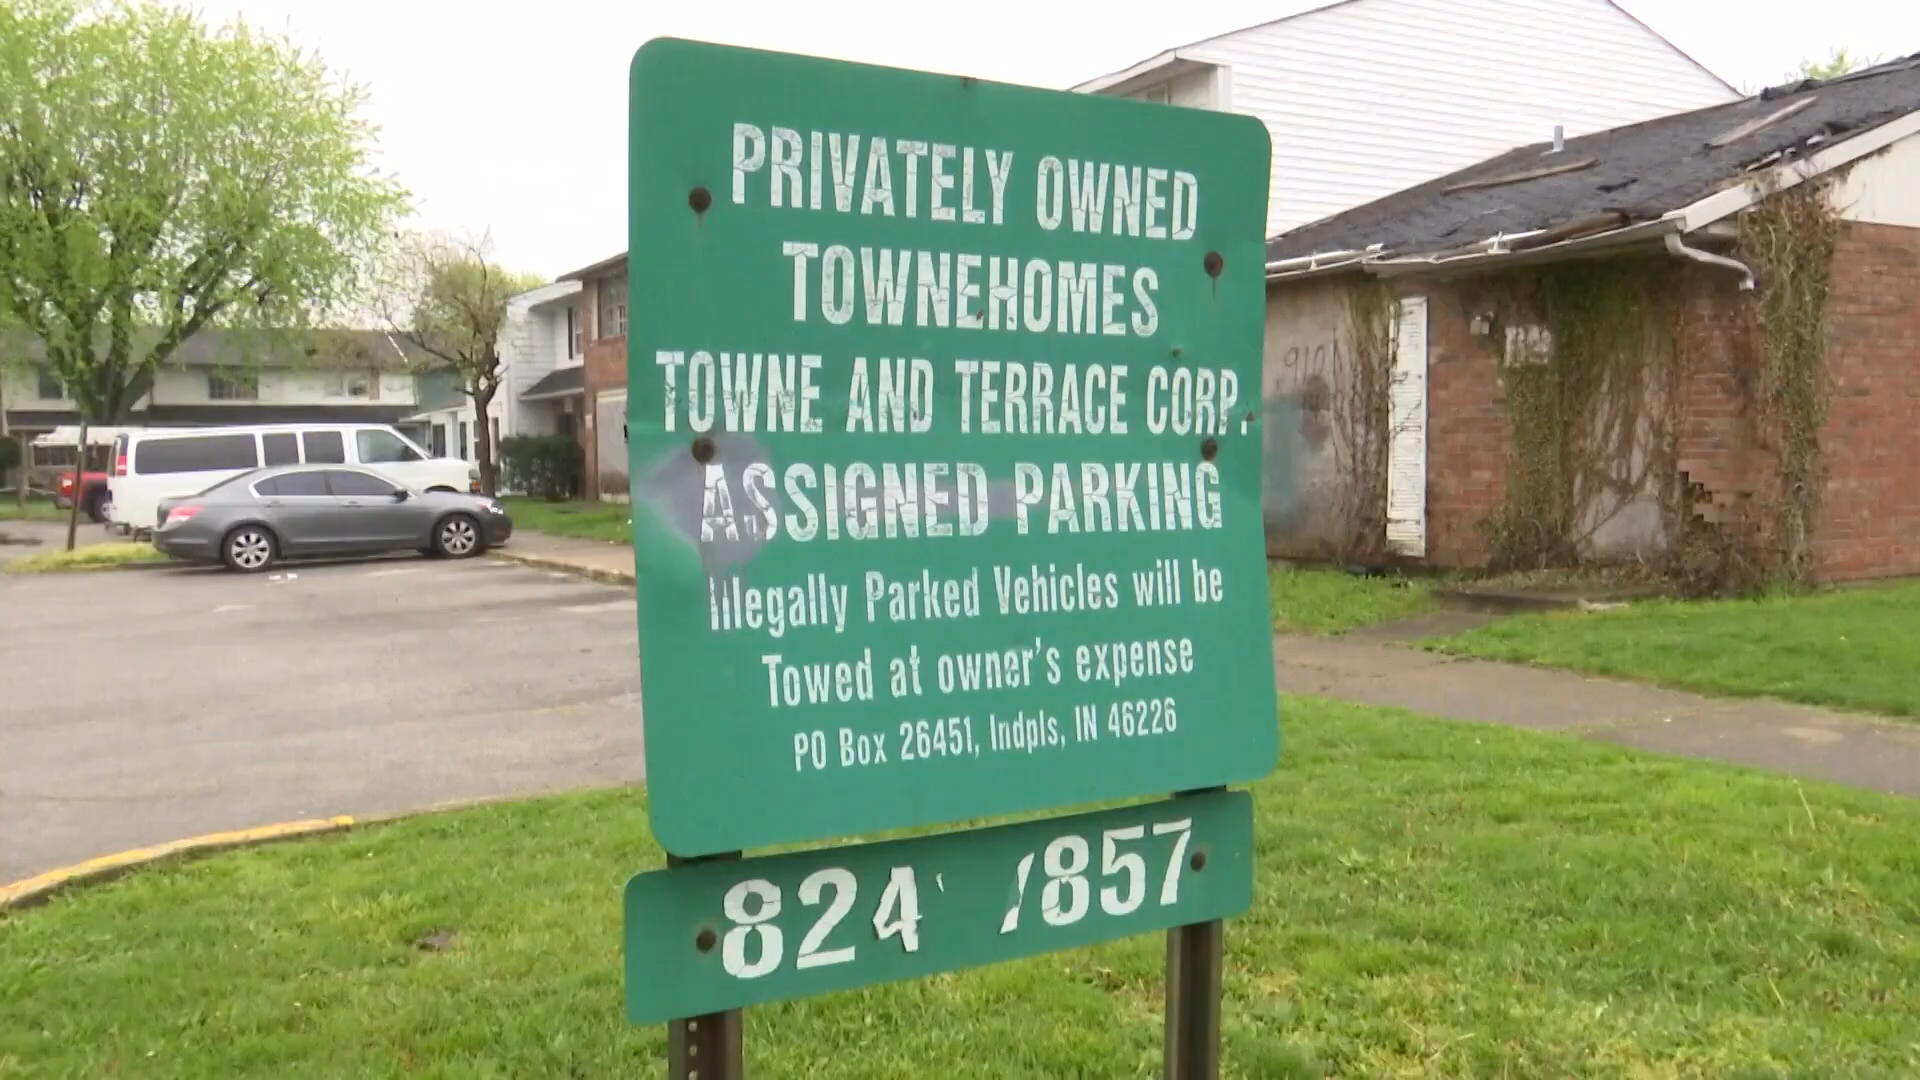 PRIVATELY OWNED
TOWNEHOMES
TOWNE AND TERRACE CORP.
ASSIGNED PARKING
Illegally Parked Vehicles will be
Towed at owner's expense
PO Box 26451, Indpls, IN 46226
824 /857
910